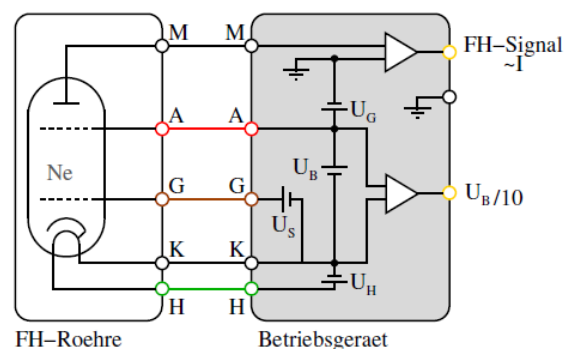 M M
FH−Signal
~I
A A
U_G
Ne
U_B
G G
U_S
U_B/10
K K
U_H
H H
FH−Roehre Betriebsgeraet